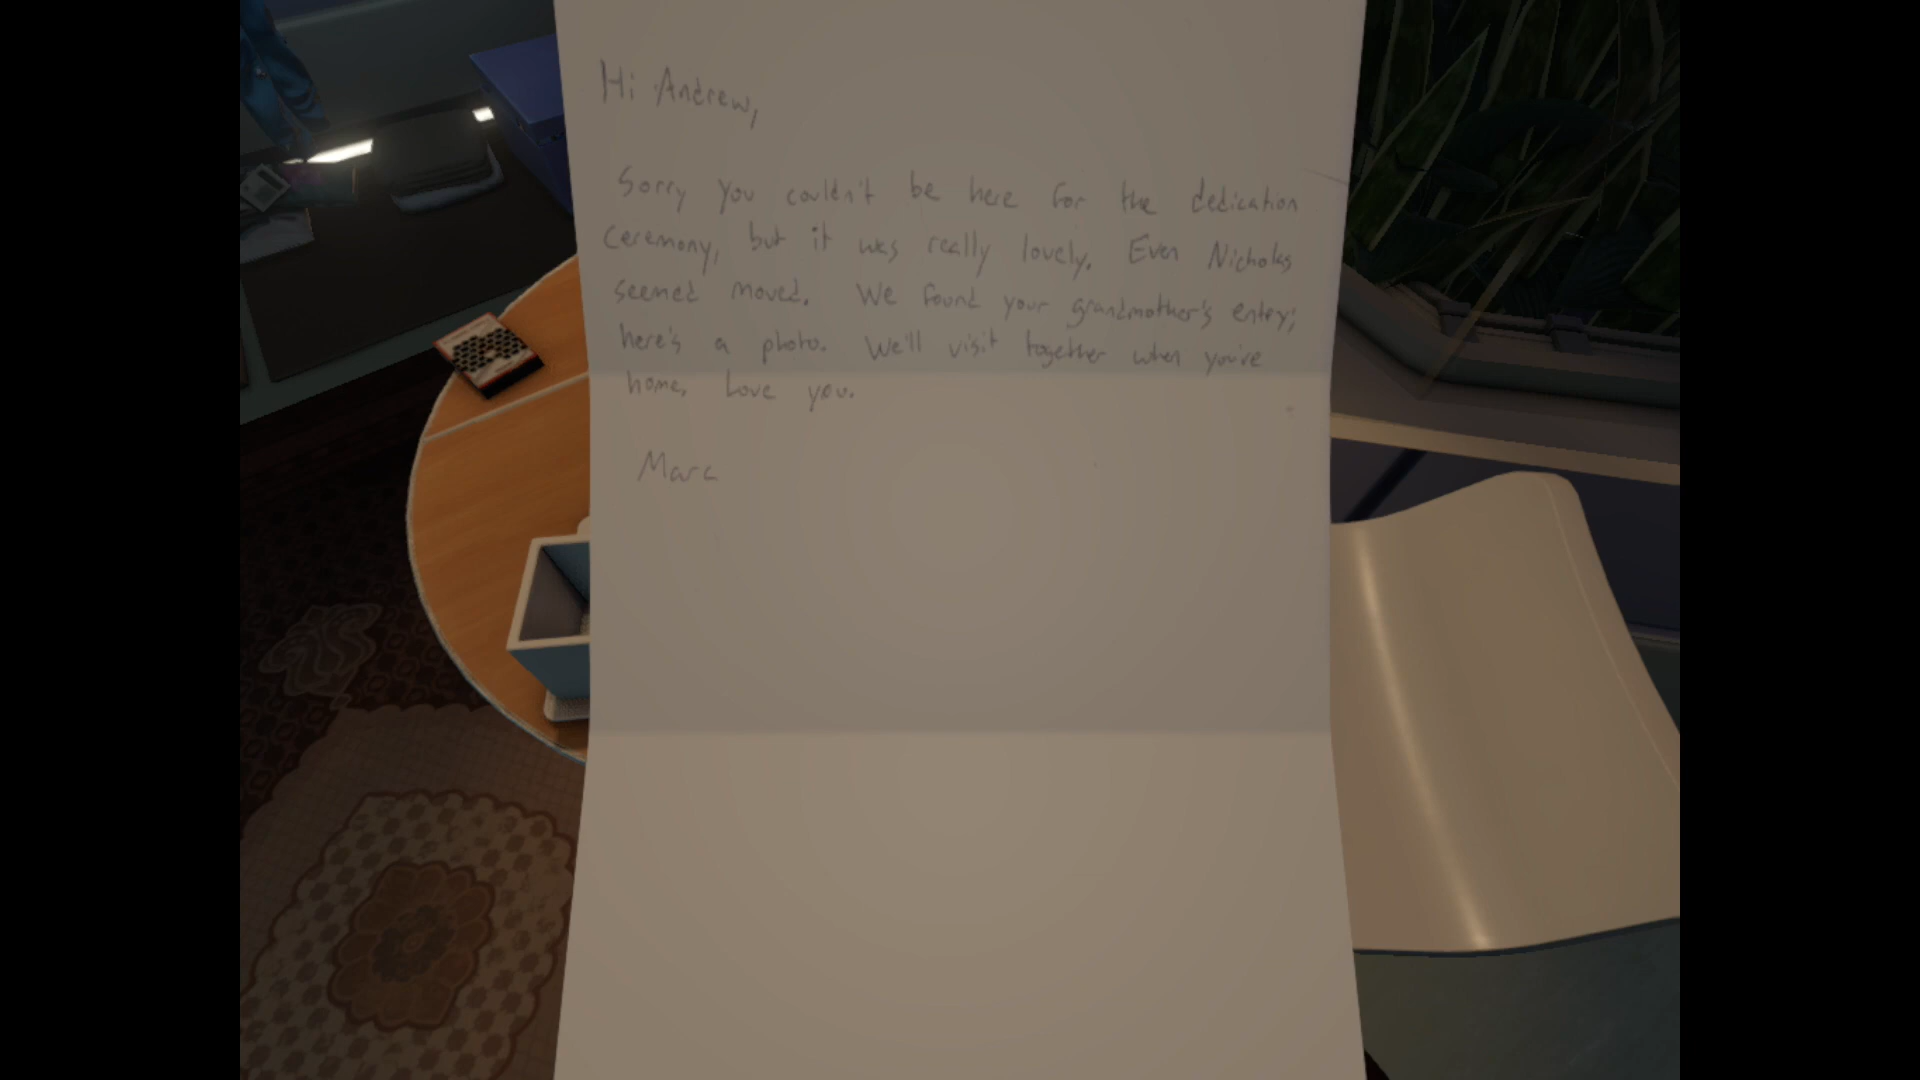 Hi Andrew,
Sorry you couldn't be here for the dedication
ceremony, but it was really lovely. Even Nicholas
seemed moved. We found your grandmother's entry;
here's a photo. We'll visit together when you're
home. Love you.
Marc